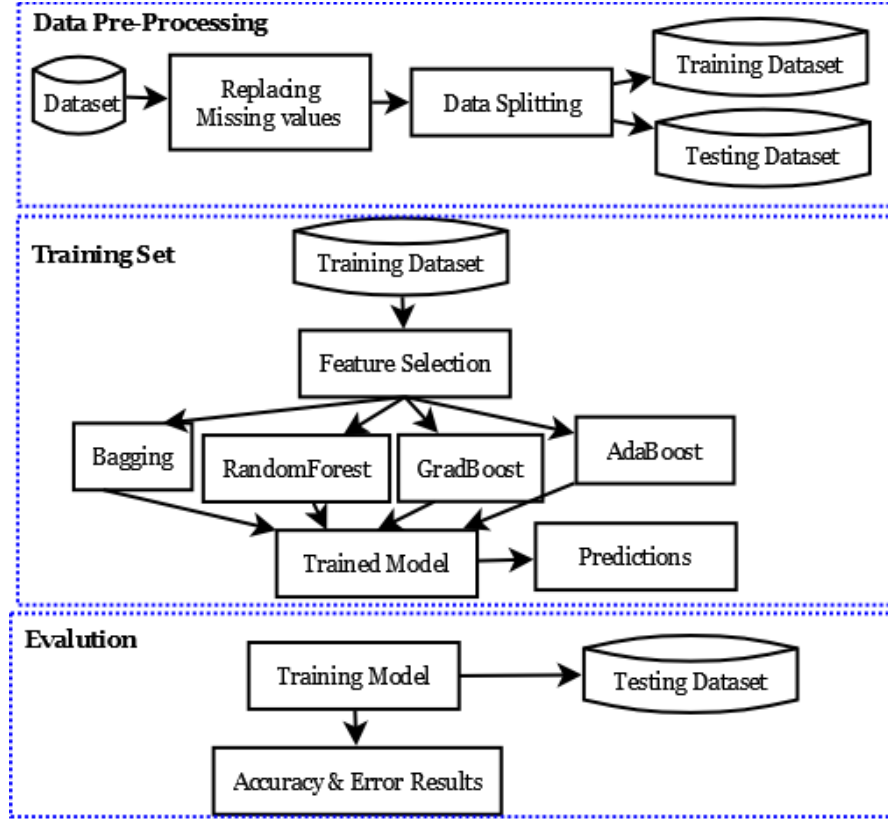 Data Pre-Processing
Dataset
Replacing
Missing values
Data Splitting
Training Dataset
Testing Dataset
Training Set
Training Dataset
Feature Selection
Bagging
RandomForest
GradBoost
AdaBoost
Trained Model
Predictions
Evalution
Training Model
Testing Dataset
Accuracy & Error Results